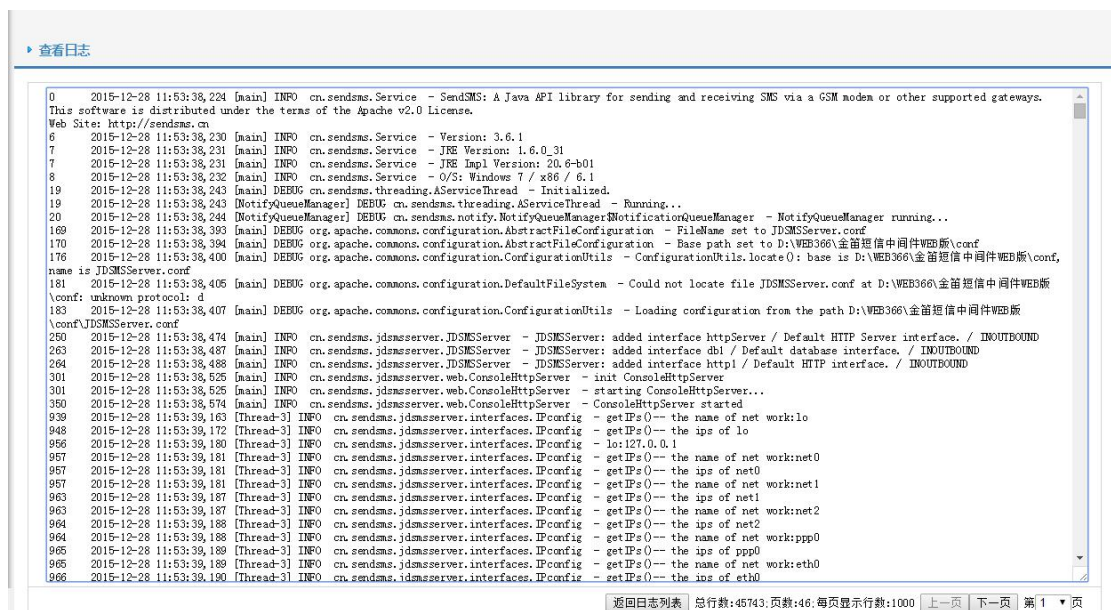 查看日志
0 2015-12-28 11:53:38,224 [main] INFO cn.sendsms.Service - SendSMS: A Java API library for sending and receiving SMS via a GSM modem or other supported gateways.
This software is distributed under the terms of the Apache v2.0 License.
Web Site: http://sendsms.cn
6 2015-12-28 11:53:38,230 [main] INFO cn.sendsms.Service - Version: 3.6.1
7 2015-12-28 11:53:38,231 [main] INFO cn.sendsms.Service - JRE Version: 1.6.0_31
7 2015-12-28 11:53:38,231 [main] INFO cn.sendsms.Service - JRE Impl Version: 20.6-b01
8 2015-12-28 11:53:38,232 [main] INFO cn.sendsms.Service - O/S: Windows 7 / x86 / 6.1
19 2015-12-28 11:53:38,243 [main] DEBUG cn.sendsms.threading.AServiceThread - Initialized.
19 2015-12-28 11:53:38,243 [NotifyQueueManager] DEBUG cn.sendsms.threading.AServiceThread - Running...
20 2015-12-28 11:53:38,244 [NotifyQueueManager] DEBUG cn.sendsms.notify.NotifyQueueManager$NotificationQueueManager - NotifyQueueManager running...
169 2015-12-28 11:53:38,393 [main] DEBUG org.apache.commons.configuration.AbstractFileConfiguration - FileName set to JDSMSServer.conf
170 2015-12-28 11:53:38,394 [main] DEBUG org.apache.commons.configuration.AbstractFileConfiguration - Base path set to D:\WEB366\金笛短信中间件WEB版\conf
176 2015-12-28 11:53:38,400 [main] DEBUG org.apache.commons.configuration.ConfigurationUtils - ConfigurationUtils.locate(): base is D:\WEB366\金笛短信中间件WEB版\conf,
name is JDSMSServer.conf
181 2015-12-28 11:53:38,405 [main] DEBUG org.apache.commons.configuration.DefaultFileSystem - Could not locate file JDSMSServer.conf at D:\WEB366\金笛短信中间件WEB版
\conf: unknown protocol: d
183 2015-12-28 11:53:38,407 [main] DEBUG org.apache.commons.configuration.ConfigurationUtils - Loading configuration from the path D:\WEB366\金笛短信中间件WEB版
\conf\JDSMSServer.conf
250 2015-12-28 11:53:38,474 [main] INFO cn.sendsms.jdsmsserver.JDSMSServer - JDSMSServer: added interface httpServer / Default HTTP Server interface. / INOUTBOUND
263 2015-12-28 11:53:38,487 [main] INFO cn.sendsms.jdsmsserver.JDSMSServer - JDSMSServer: added interface db1 / Default database interface. / INOUTBOUND
264 2015-12-28 11:53:38,488 [main] INFO cn.sendsms.jdsmsserver.JDSMSServer - JDSMSServer: added interface http1 / Default HTTP interface. / INOUTBOUND
301 2015-12-28 11:53:38,525 [main] INFO cn.sendsms.jdsmsserver.web.ConsoleHttpServer - init ConsoleHttpServer
301 2015-12-28 11:53:38,525 [main] INFO cn.sendsms.jdsmsserver.web.ConsoleHttpServer - starting ConsoleHttpServer...
350 2015-12-28 11:53:38,574 [main] INFO cn.sendsms.jdsmsserver.web.ConsoleHttpServer - ConsoleHttpServer started
939 2015-12-28 11:53:39,163 [Thread-3] INFO cn.sendsms.jdsmsserver.interfaces.IPconfig - getIPs()-- the name of net work:lo
948 2015-12-28 11:53:39,172 [Thread-3] INFO cn.sendsms.jdsmsserver.interfaces.IPconfig - getIPs()-- the ips of lo
956 2015-12-28 11:53:39,180 [Thread-3] INFO cn.sendsms.jdsmsserver.interfaces.IPconfig - lo:127.0.0.1
957 2015-12-28 11:53:39,181 [Thread-3] INFO cn.sendsms.jdsmsserver.interfaces.IPconfig - getIPs()-- the name of net work:net0
957 2015-12-28 11:53:39,181 [Thread-3] INFO cn.sendsms.jdsmsserver.interfaces.IPconfig - getIPs()-- the ips of net0
957 2015-12-28 11:53:39,181 [Thread-3] INFO cn.sendsms.jdsmsserver.interfaces.IPconfig - getIPs()-- the name of net work:net1
963 2015-12-28 11:53:39,187 [Thread-3] INFO cn.sendsms.jdsmsserver.interfaces.IPconfig - getIPs()-- the ips of net1
963 2015-12-28 11:53:39,187 [Thread-3] INFO cn.sendsms.jdsmsserver.interfaces.IPconfig - getIPs()-- the name of net work:net2
964 2015-12-28 11:53:39,188 [Thread-3] INFO cn.sendsms.jdsmsserver.interfaces.IPconfig - getIPs()-- the ips of net2
964 2015-12-28 11:53:39,188 [Thread-3] INFO cn.sendsms.jdsmsserver.interfaces.IPconfig - getIPs()-- the name of net work:ppp0
965 2015-12-28 11:53:39,189 [Thread-3] INFO cn.sendsms.jdsmsserver.interfaces.IPconfig - getIPs()-- the ips of ppp0
965 2015-12-28 11:53:39,189 [Thread-3] INFO cn.sendsms.jdsmsserver.interfaces.IPconfig - getIPs()-- the name of net work:eth0
966 2015-12-28 11:53:39,190 [Thread-3] INFO cn.sendsms.jdsmsserver.interfaces.IPconfig - getIPs()-- the ips of eth0
返回日志列表 总行数:45743;页数:46;每页显示行数:1000 上一页 下一页 第 1 页